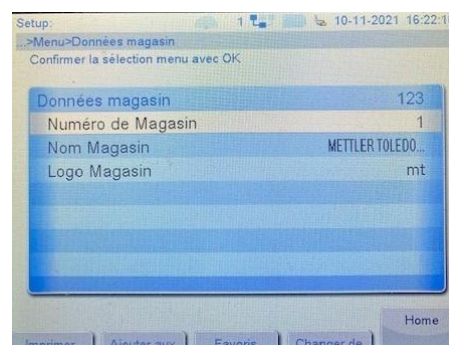 Setup: 1 10-11-2021 16:22:1
...>Menu>Données magasin
Confirmer la sélection menu avec OK
Données magasin 123
Numéro de Magasin 1
Nom Magasin METTLER TOLEDO...
Logo Magasin mt
Home
Imprimer Ajouter aux Favoris Changer de